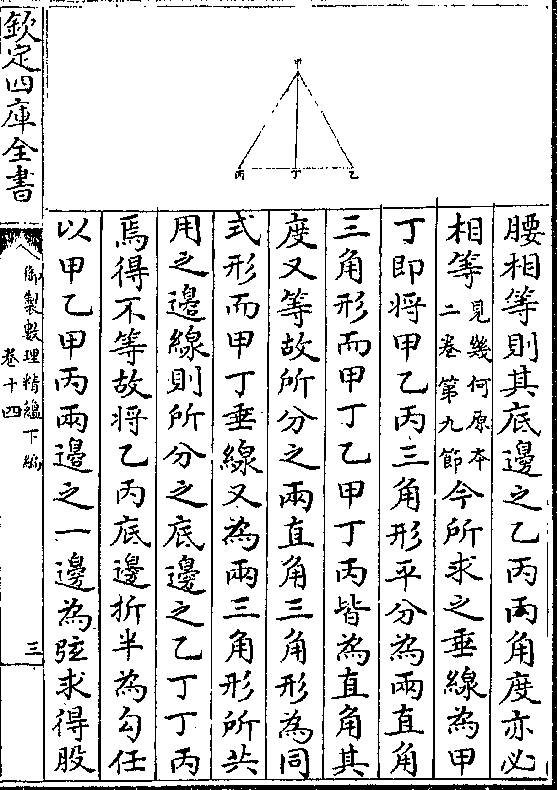 甲
丙
丁
乙
腰相等則其底邊之乙丙兩角度亦必
相等見幾何原本二卷第九節今所求之垂線為甲
丁即將甲乙丙三角形平分為兩直角
三角形而甲丁乙甲丁丙皆為直角其
度又等故所分之兩直角三角形為同
式形而甲丁垂線又為兩三角形所共
用之邊線則所分之底邊之乙丁丁丙
焉得不等故將乙丙底邊折半為勾任
以甲乙甲丙兩邊之一邊為弦求得股
欽定四庫全書
御製數理精蘊下編
卷十四
三